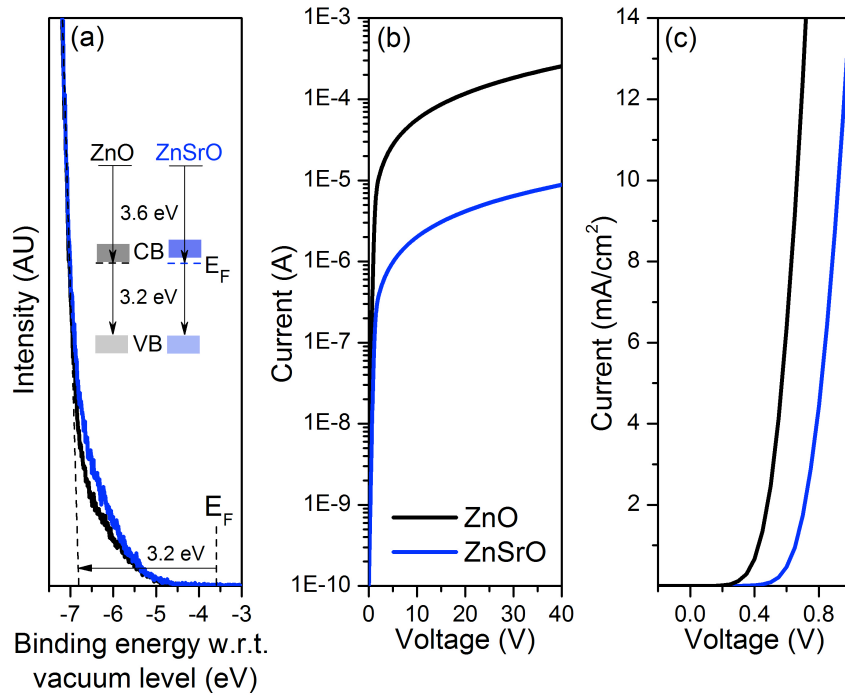 (a)
ZnO ZnSrO
3.6 eV
CB
E_F
3.2 eV
VB
E_F
3.2 eV
Intensity (AU)
-7 -6 -5 -4 -3
Binding energy w.r.t.
vacuum level (eV)
(b)
1E-3
1E-4
1E-5
1E-6
1E-7
1E-8
1E-9
1E-10
Current (A)
ZnO
ZnSrO
0 10 20 30 40
Voltage (V)
(c)
14
12
10
8
6
4
2
Current (mA/cm²)
0.0 0.4 0.8
Voltage (V)